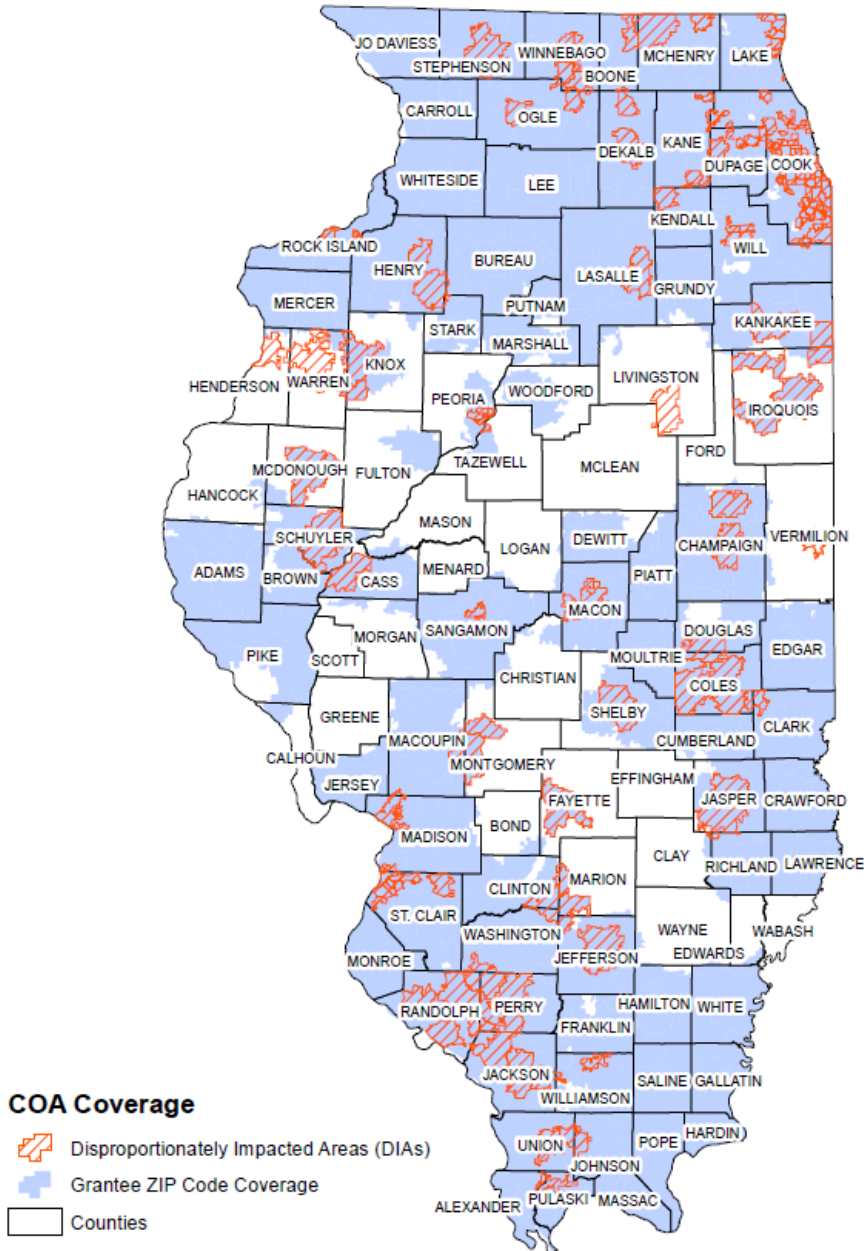 JO DAVIESS
STEPHENSON
WINNEBAGO
BOONE
MCHENRY
LAKE
CARROLL
OGLE
DEKALB
KANE
DUPAGE
COOK
WHITESIDE
LEE
KENDALL
WILL
ROCK ISLAND
HENRY
BUREAU
LASALLE
GRUNDY
MERCER
PUTNAM
KANKAKEE
STARK
MARSHALL
KNOX
HENDERSON
WARREN
PEORIA
WOODFORD
LIVINGSTON
IROQUOIS
FORD
MCDONOUGH
FULTON
TAZEWELL
MCLEAN
HANCOCK
MASON
SCHUYLER
LOGAN
DEWITT
CHAMPAIGN
VERMILION
ADAMS
BROWN
CASS
MENARD
PIATT
MACON
MORGAN
SANGAMON
DOUGLAS
PIKE
SCOTT
MOULTRIE
EDGAR
CHRISTIAN
COLES
GREENE
SHELBY
CLARK
MACOUPIN
CUMBERLAND
CALHOUN
MONTGOMERY
JERSEY
EFFINGHAM
FAYETTE
JASPER
CRAWFORD
MADISON
BOND
CLAY
RICHLAND
LAWRENCE
CLINTON
MARION
ST. CLAIR
WASHINGTON
WAYNE
WABASH
EDWARDS
MONROE
JEFFERSON
RANDOLPH
PERRY
HAMILTON
WHITE
FRANKLIN
JACKSON
WILLIAMSON
SALINE
GALLATIN
UNION
JOHNSON
POPE
HARDIN
ALEXANDER
PULASKI
MASSAC
COA Coverage
Disproportionately Impacted Areas (DIAs)
Grantee ZIP Code Coverage
Counties